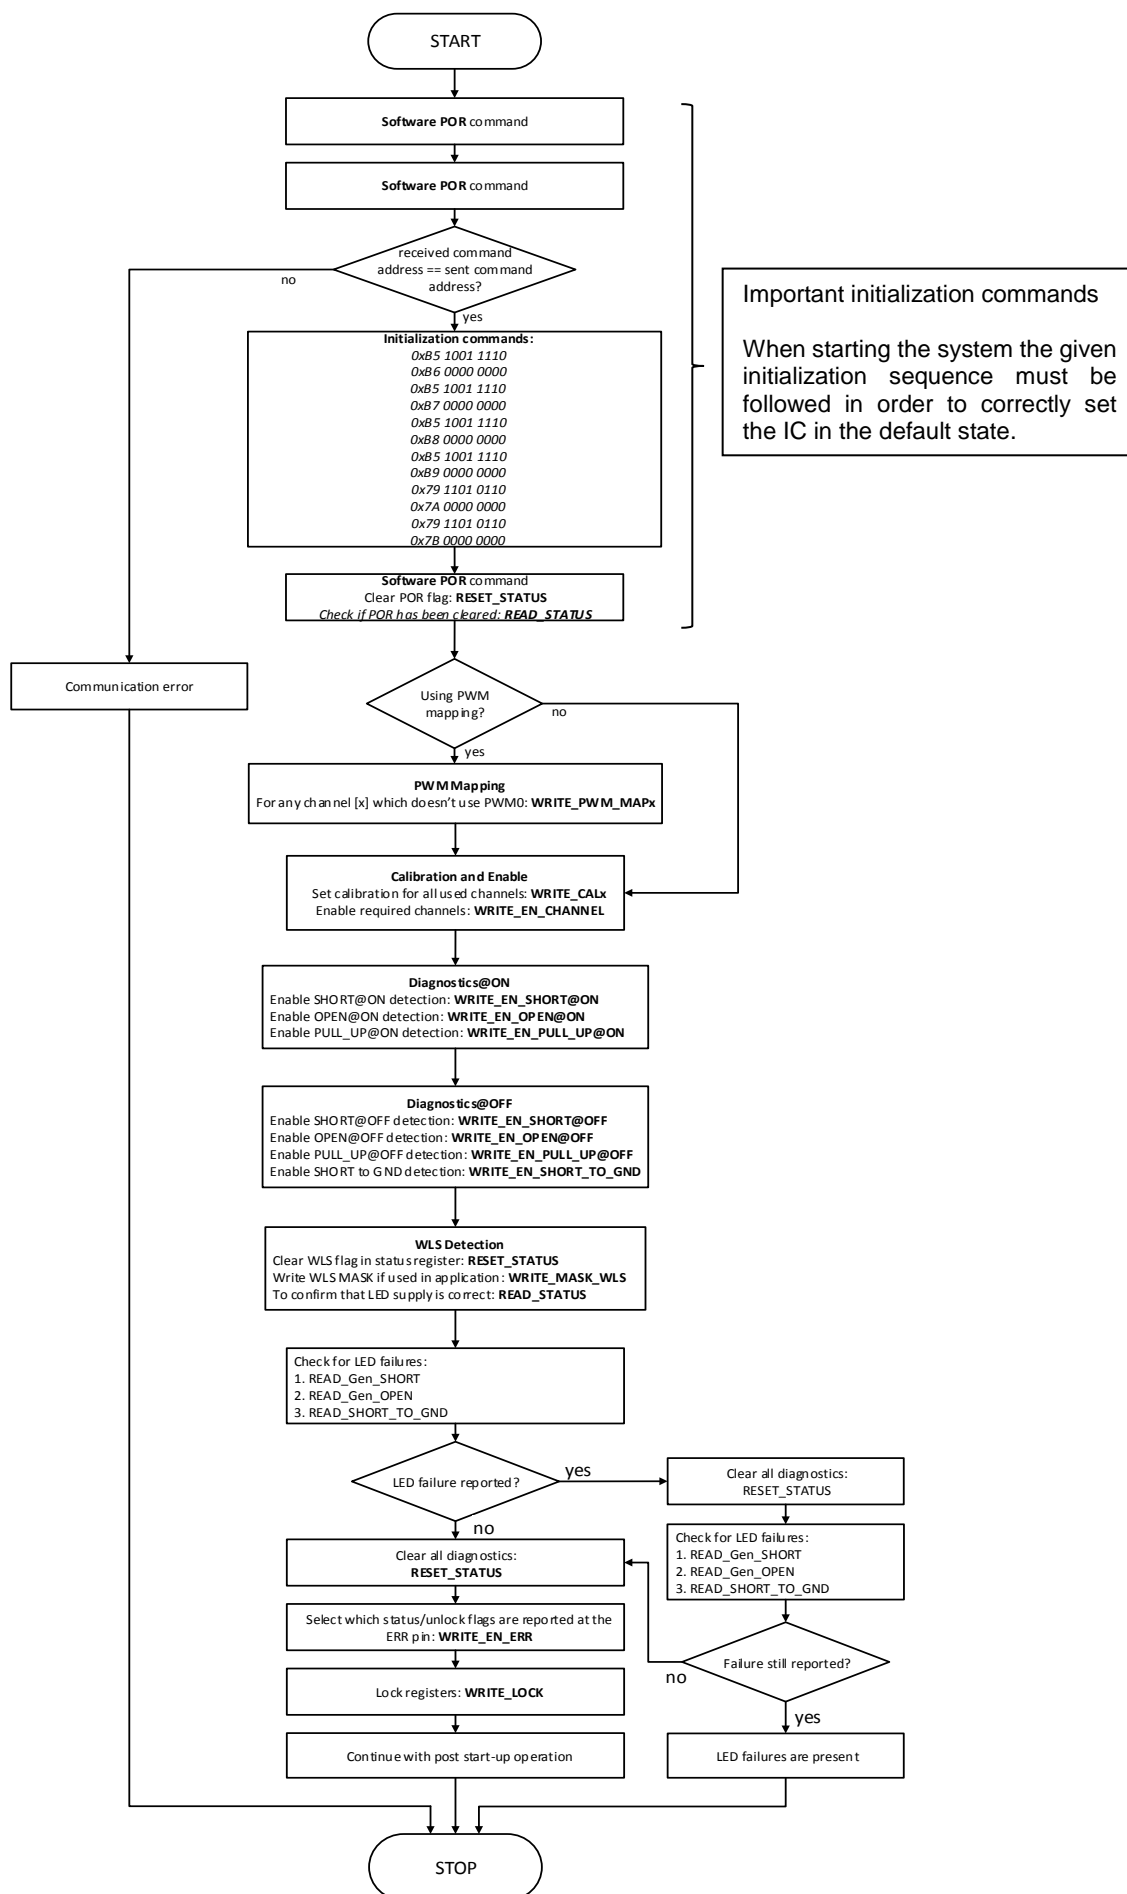 START
Software POR command
Software POR command
received command
address == sent command
address?
no
yes
Initialization commands:
0xB5 1001 1110
0xB6 0000 0000
0xB5 1001 1110
0xB7 0000 0000
0xB5 1001 1110
0xB8 0000 0000
0xB5 1001 1110
0xB9 0000 0000
0x79 1101 0110
0x7A 0000 0000
0x79 1101 0110
0x7B 0000 0000
Important initialization commands
When starting the system the given
initialization sequence must be
followed in order to correctly set
the IC in the default state.
Software POR command
Clear POR flag: RESET_STATUS
Check if POR has been cleared: READ_STATUS
Communication error
Using PWM
mapping?
no
yes
PWM Mapping
For any channel [x] which doesn't use PWM0: WRITE_PWM_MAPx
Calibration and Enable
Set calibration for all used channels: WRITE_CALx
Enable required channels: WRITE_EN_CHANNEL
Diagnostics@ON
Enable SHORT@ON detection: WRITE_EN_SHORT@ON
Enable OPEN@ON detection: WRITE_EN_OPEN@ON
Enable PULL_UP@ON detection: WRITE_EN_PULL_UP@ON
Diagnostics@OFF
Enable SHORT@OFF detection: WRITE_EN_SHORT@OFF
Enable OPEN@OFF detection: WRITE_EN_OPEN@OFF
Enable PULL_UP@OFF detection: WRITE_EN_PULL_UP@OFF
Enable SHORT to GND detection: WRITE_EN_SHORT_TO_GND
WLS Detection
Clear WLS flag in status register: RESET_STATUS
Write WLS MASK if used in application: WRITE_MASK_WLS
To confirm that LED supply is correct: READ_STATUS
Check for LED failures:
1. READ_Gen_SHORT
2. READ_Gen_OPEN
3. READ_SHORT_TO_GND
LED failure reported?
yes
no
Clear all diagnostics:
RESET_STATUS
Check for LED failures:
1. READ_Gen_SHORT
2. READ_Gen_OPEN
3. READ_SHORT_TO_GND
Clear all diagnostics:
RESET_STATUS
Select which status/unlock flags are reported at the
ERR pin: WRITE_EN_ERR
Failure still reported?
no
yes
Lock registers: WRITE_LOCK
Continue with post start-up operation
LED failures are present
STOP